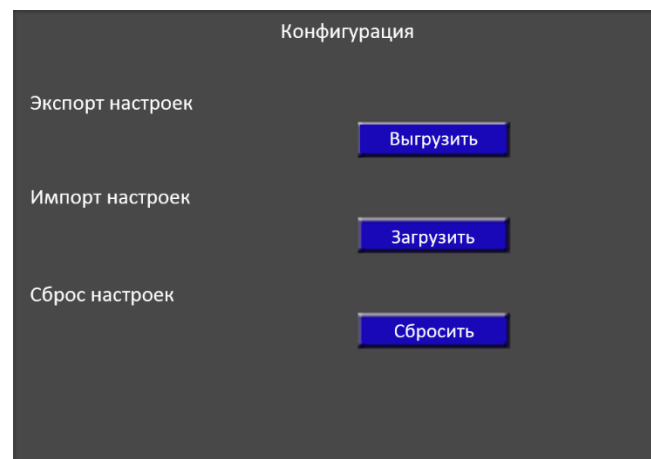 Конфигурация
Экспорт настроек
Выгрузить
Импорт настроек
Загрузить
Сброс настроек
Сбросить